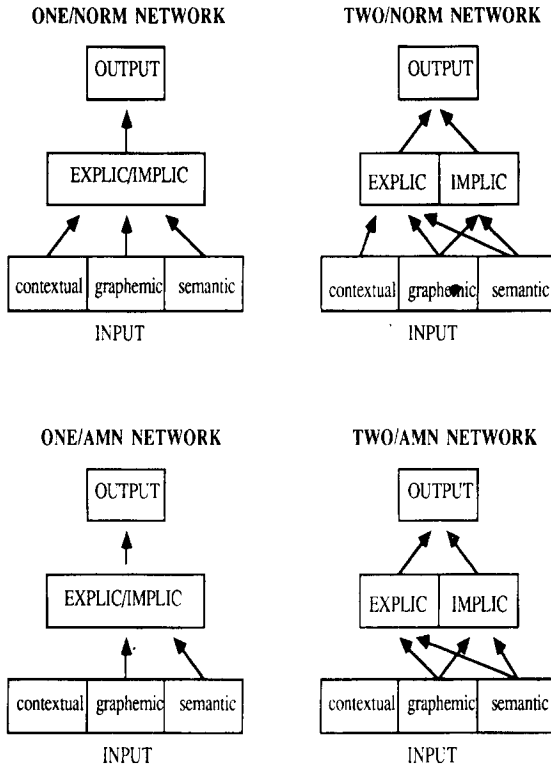 ONE/NORM NETWORK
OUTPUT
EXPLIC/IMPLIC
contextual graphemic semantic
INPUT
TWO/NORM NETWORK
OUTPUT
EXPLIC IMPLIC
contextual graphemic semantic
INPUT
ONE/AMN NETWORK
OUTPUT
EXPLIC/IMPLIC
contextual graphemic semantic
INPUT
TWO/AMN NETWORK
OUTPUT
EXPLIC IMPLIC
contextual graphemic semantic
INPUT